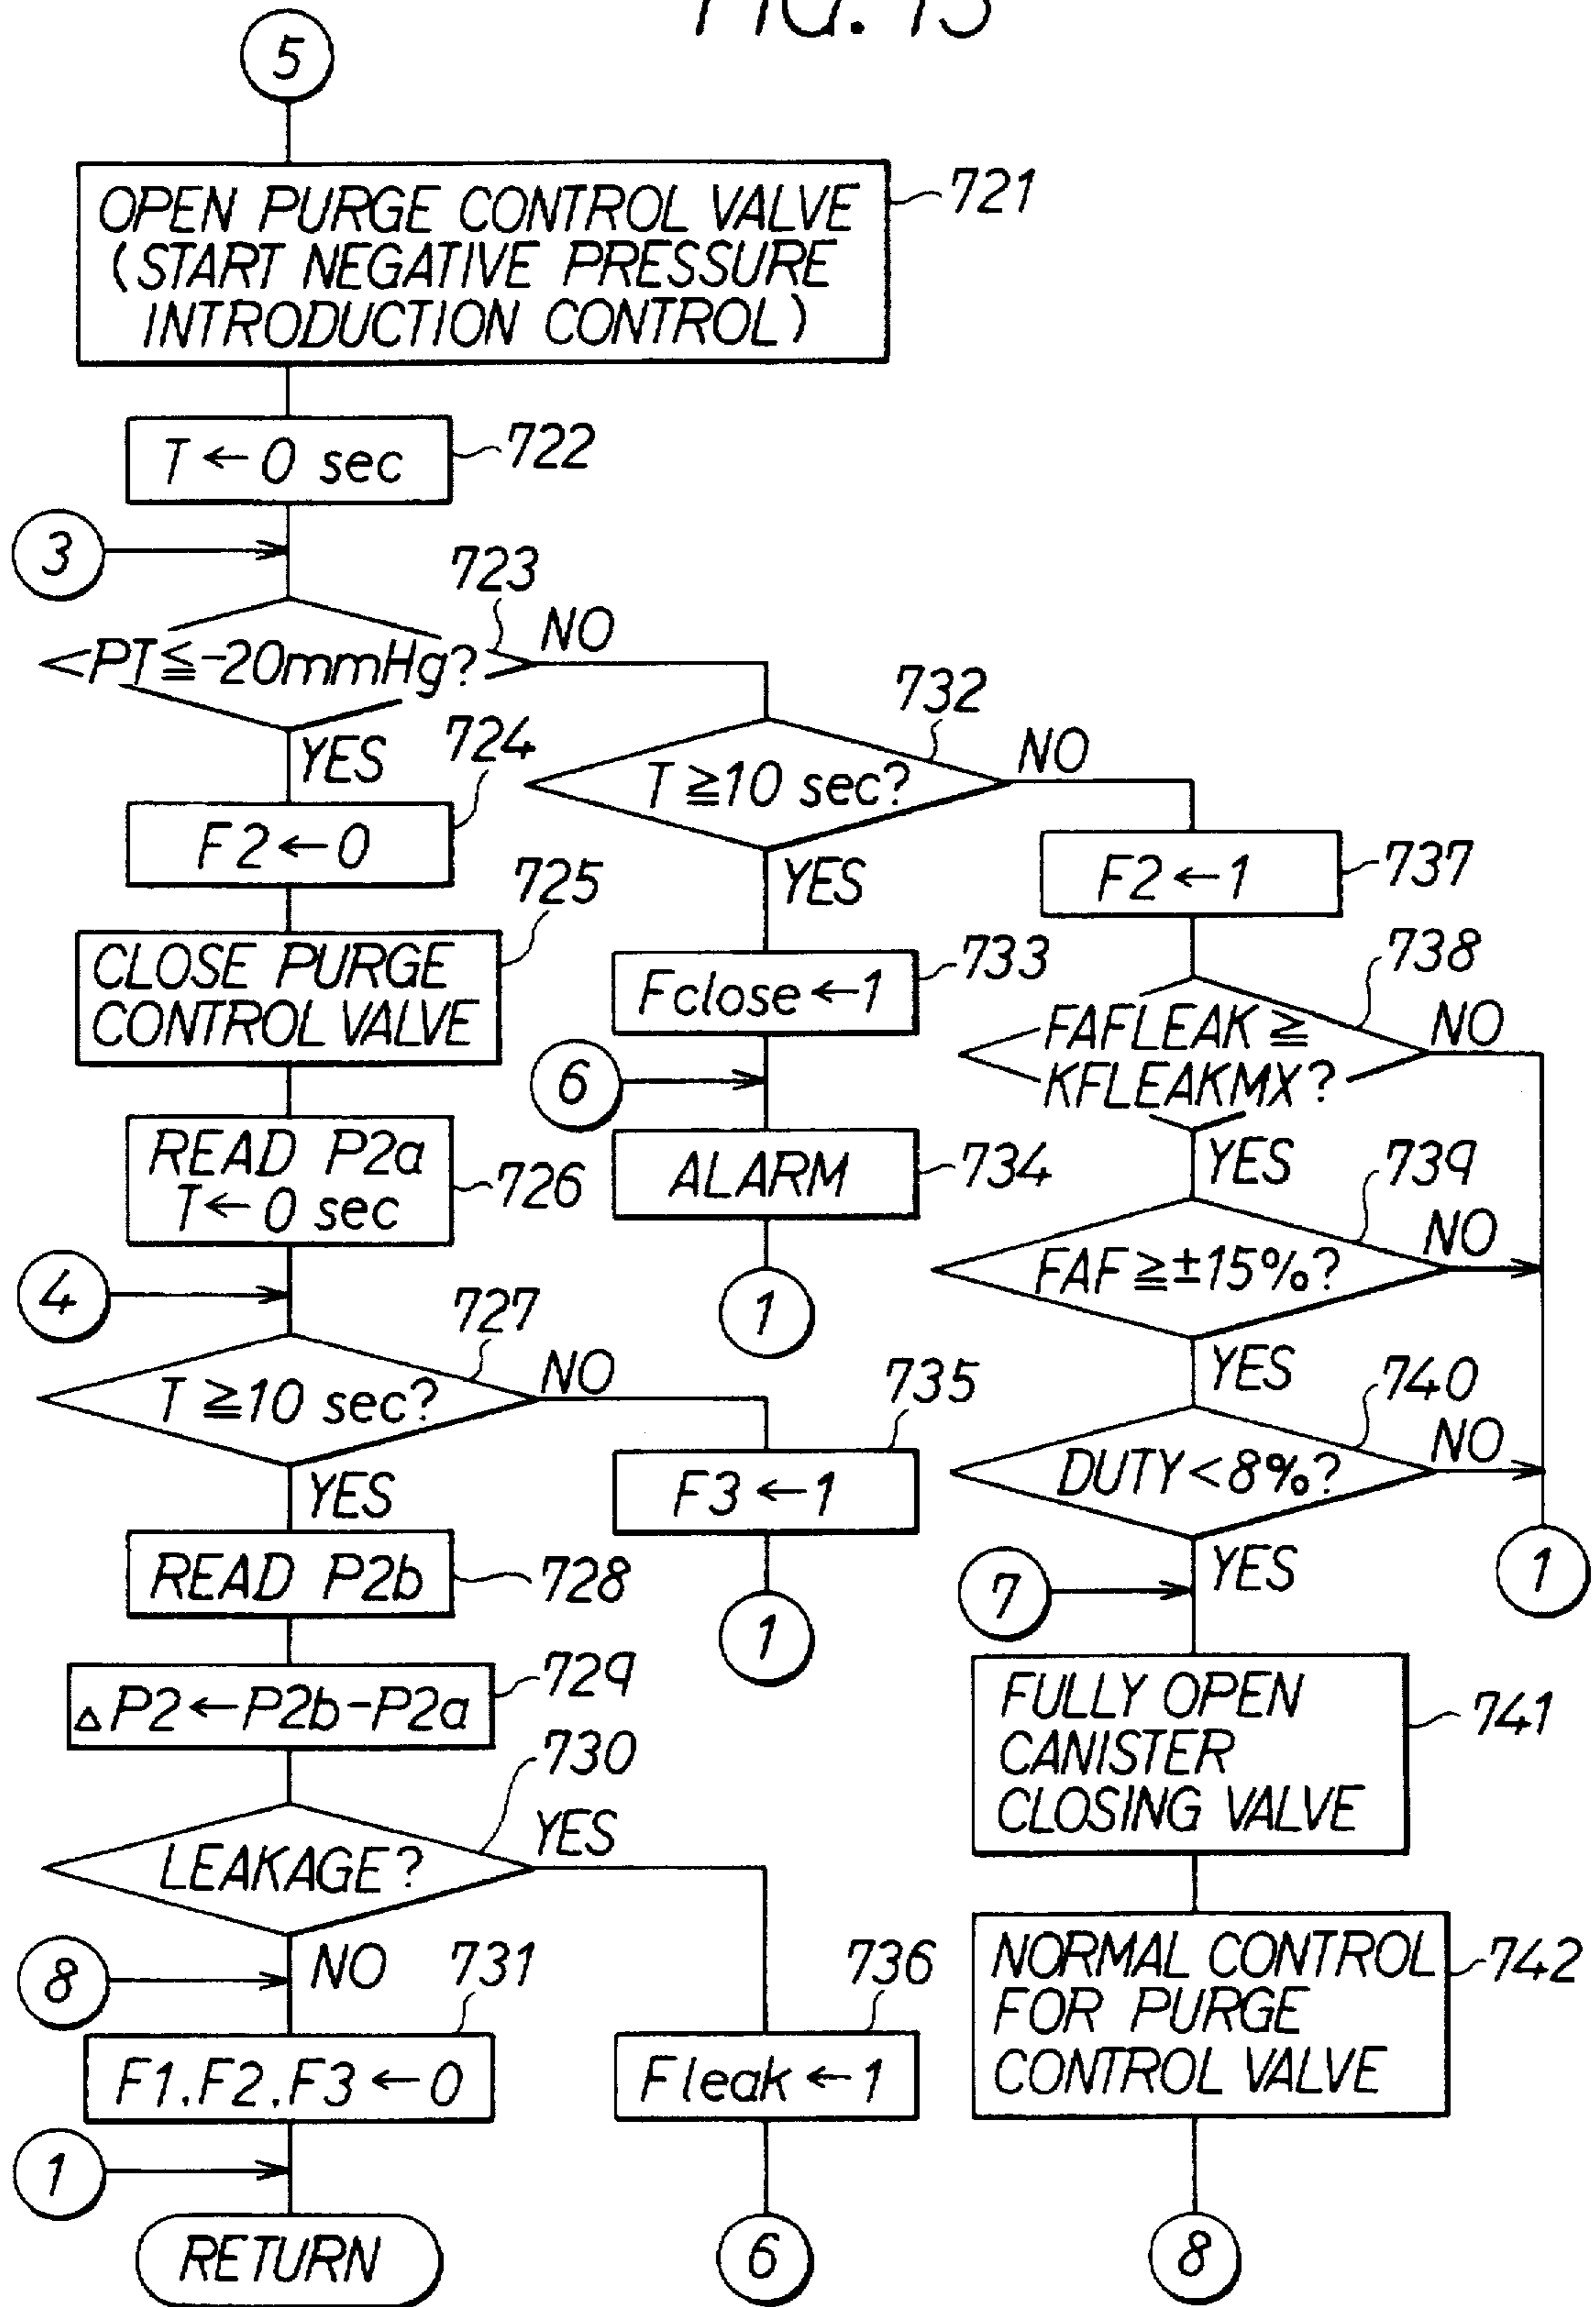 FIG. 15
5
OPEN PURGE CONTROL VALVE
(START NEGATIVE PRESSURE
INTRODUCTION CONTROL)
721
T←0 sec
722
3
723
PT≦-20mmHg?
NO
YES
724
F2←0
725
CLOSE PURGE
CONTROL VALVE
READ P2a
T←0 sec
726
4
727
T≧10 sec?
NO
YES
READ P2b
728
△P2←P2b-P2a
729
730
LEAKAGE?
YES
NO
8
731
F1,F2,F3←0
1
RETURN
732
T≧10 sec?
NO
YES
Fclose←1
733
6
ALARM
734
1
735
F3←1
1
736
Fleak←1
6
F2←1
737
738
FAFLEAK≧
KFLEAKMX?
NO
YES
739
FAF≧±15%?
NO
YES
740
DUTY<8%?
NO
YES
1
7
FULLY OPEN
CANISTER
CLOSING VALVE
741
NORMAL CONTROL
FOR PURGE
CONTROL VALVE
742
8